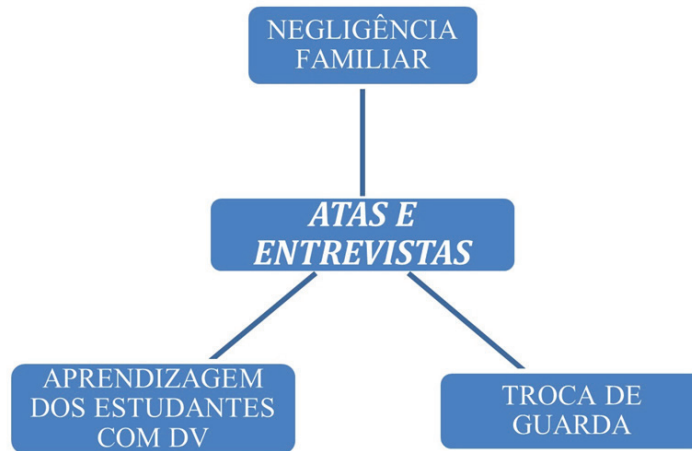 NEGLIGÊNCIA
FAMILIAR
ATAS E
ENTREVISTAS
APRENDIZAGEM
DOS ESTUDANTES
COM DV
TROCA DE
GUARDA